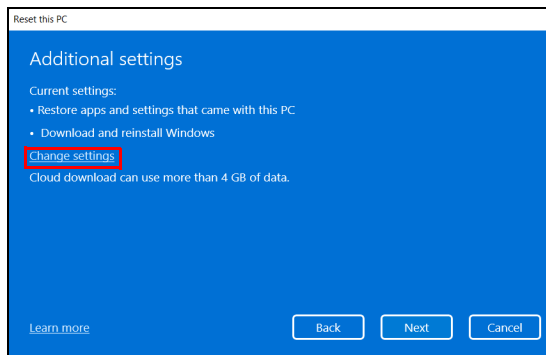 Reset this PC
Additional settings
Current settings:
• Restore apps and settings that came with this PC
• Download and reinstall Windows
Change settings
Cloud download can use more than 4 GB of data.
Learn more
Back
Next
Cancel